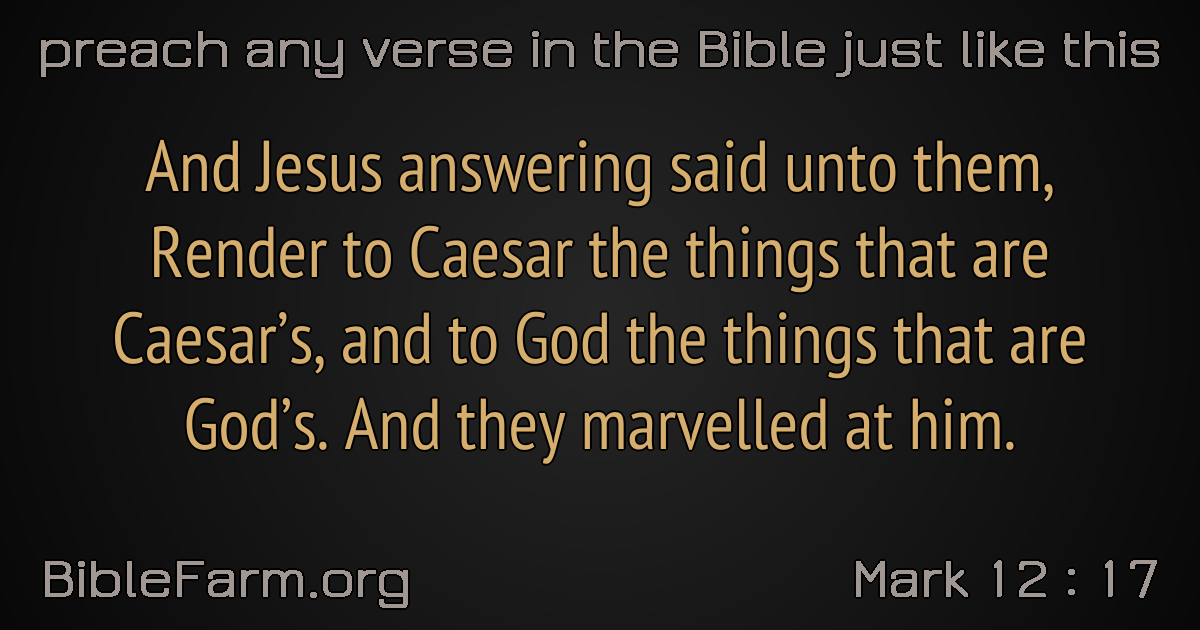 preach any verse in the Bible just like this
And Jesus answering said unto them,
Render to Caesar the things that are
Caesar’s, and to God the things that are
God’s. And they marvelled at him.
BibleFarm.org
Mark 12 : 17